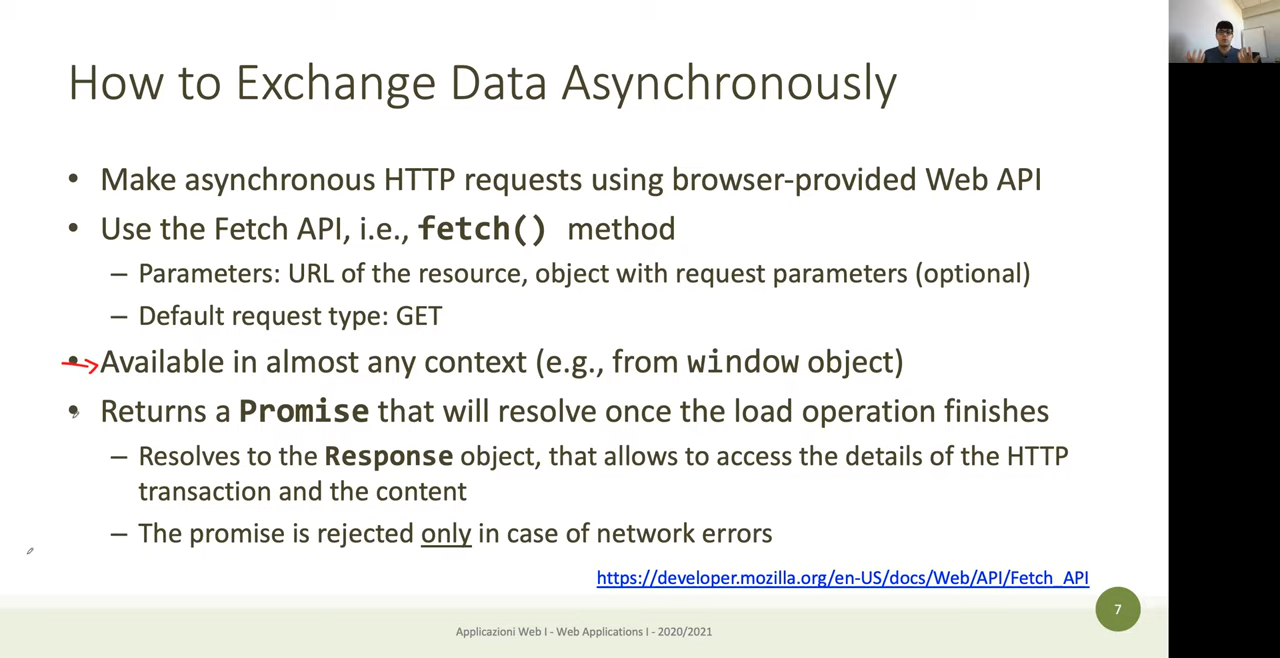 How to Exchange Data Asynchronously
• Make asynchronous HTTP requests using browser-provided Web API
• Use the Fetch API, i.e., fetch() method
– Parameters: URL of the resource, object with request parameters (optional)
– Default request type: GET
• Available in almost any context (e.g., from window object)
• Returns a Promise that will resolve once the load operation finishes
– Resolves to the Response object, that allows to access the details of the HTTP
transaction and the content
– The promise is rejected only in case of network errors
https://developer.mozilla.org/en-US/docs/Web/API/Fetch_API
7
Applicazioni Web I - Web Applications I - 2020/2021